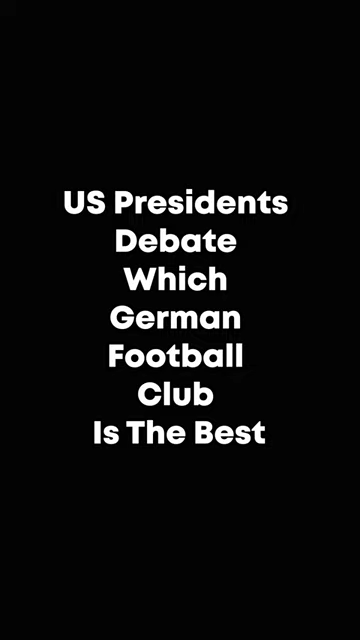 US Presidents
Debate
Which
German
Football
Club
Is The Best